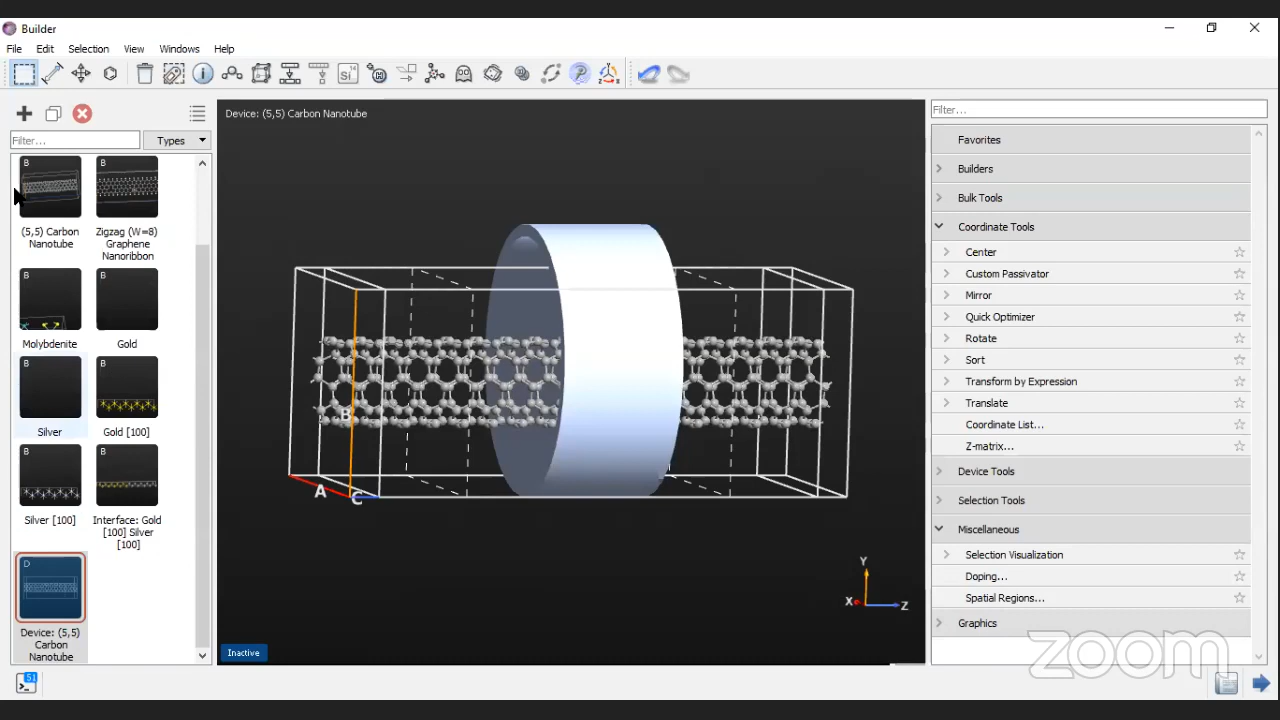 Builder
File Edit Selection View Windows Help
Device: (5,5) Carbon Nanotube
Filter...
Types
B
(5,5) Carbon
Nanotube
B
Zigzag (W=8)
Graphene
Nanoribbon
B
Molybdenite
B
Gold
B
Silver
B
Gold [100]
B
Silver [100]
B
Interface: Gold
[100] Silver
[100]
D
Device: (5,5)
Carbon
Nanotube
51
A
B
C
Y
X
Z
Inactive
Filter...
Favorites
Builders
Bulk Tools
Coordinate Tools
Center
Custom Passivator
Mirror
Quick Optimizer
Rotate
Sort
Transform by Expression
Translate
Coordinate List...
Z-matrix...
Device Tools
Selection Tools
Miscellaneous
Selection Visualization
Doping...
Spatial Regions...
Graphics
zoom